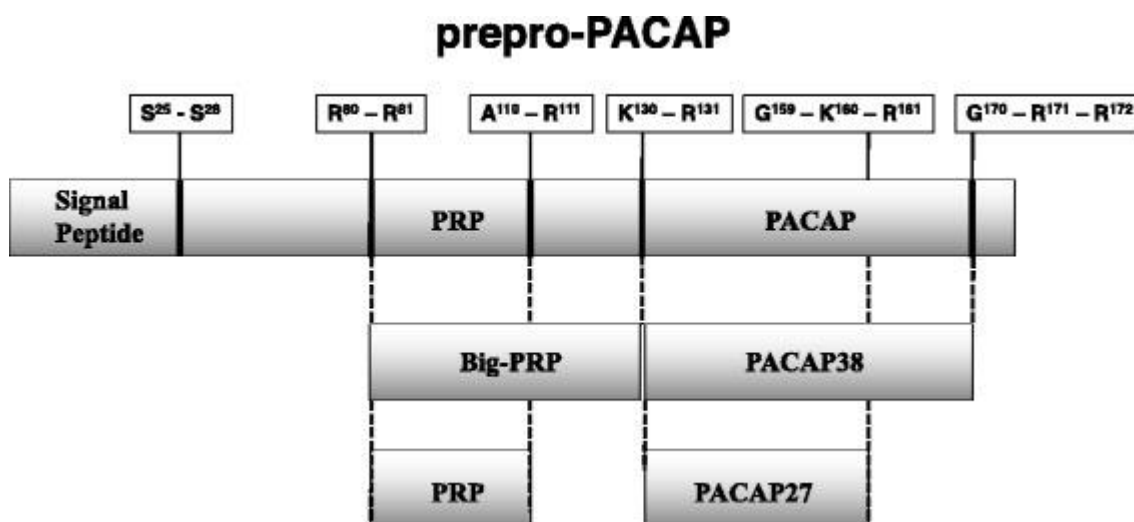 prepro-PACAP
S²⁵ - S²⁶
R⁸⁰ – R⁸¹
A¹¹⁰ – R¹¹¹
K¹³⁰ – R¹³¹
G¹⁵⁹ – K¹⁶⁰ – R¹⁶¹
G¹⁷⁰ – R¹⁷¹ – R¹⁷²
Signal
Peptide
PRP
PACAP
Big-PRP
PACAP38
PRP
PACAP27